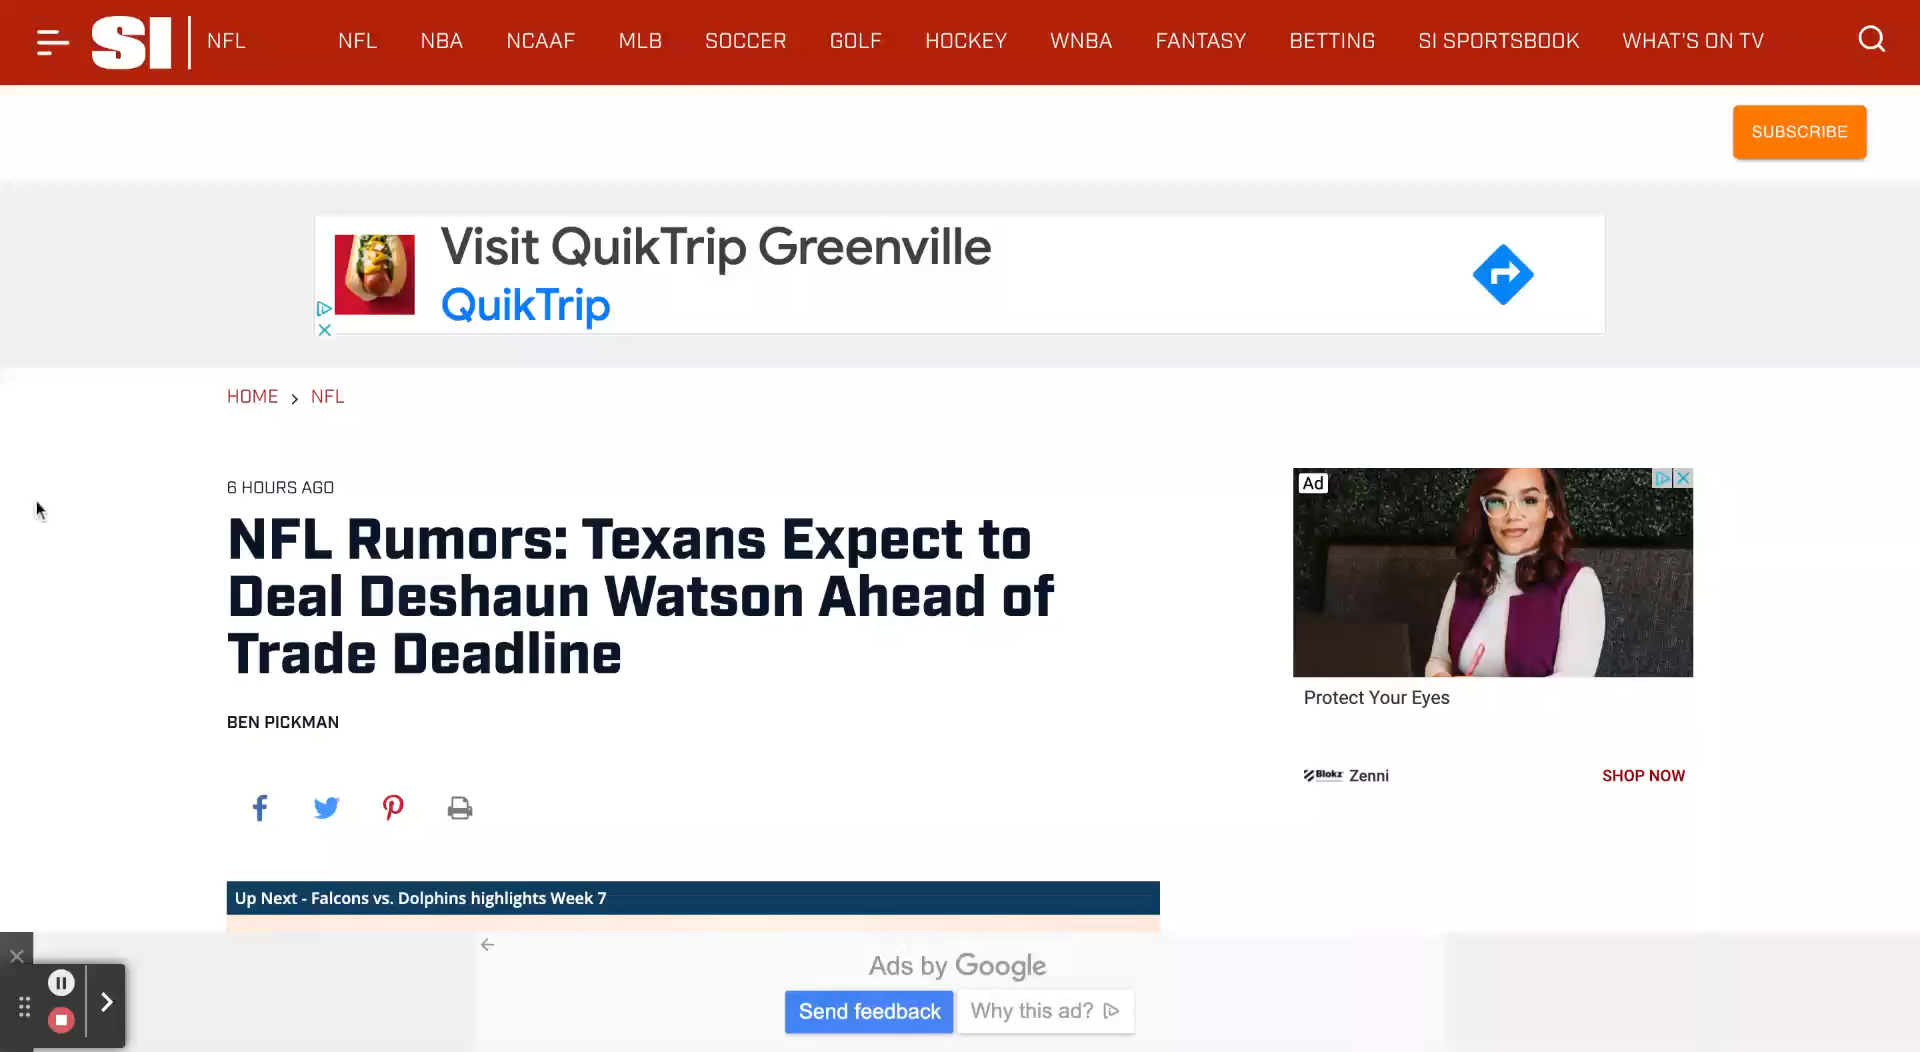 SI NFL NFL NBA NCAAF MLB SOCCER GOLF HOCKEY WNBA FANTASY BETTING SI SPORTSBOOK WHAT'S ON TV
SUBSCRIBE
Visit QuikTrip Greenville
QuikTrip
HOME > NFL
6 HOURS AGO
NFL Rumors: Texans Expect to
Deal Deshaun Watson Ahead of
Trade Deadline
BEN PICKMAN
Ad
Protect Your Eyes
Blokz Zenni SHOP NOW
Up Next - Falcons vs. Dolphins highlights Week 7
Ads by Google
Send feedback Why this ad?